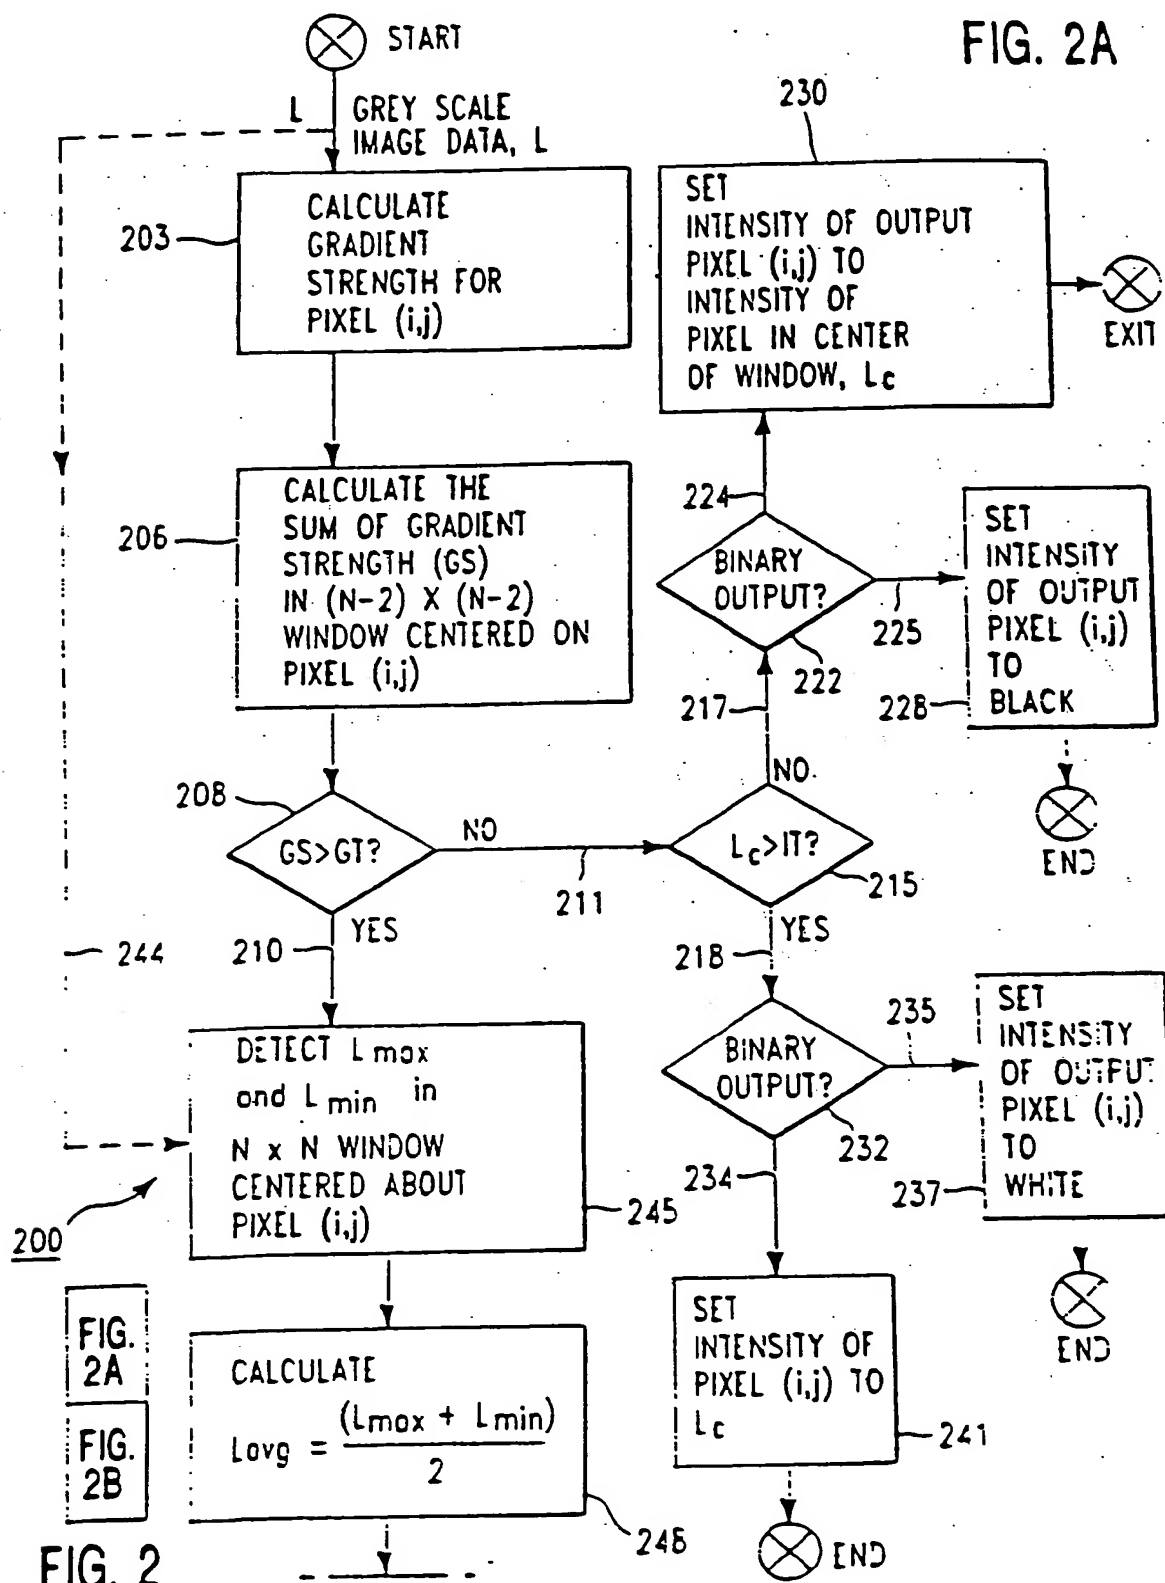 START
FIG. 2A
L
GREY SCALE
IMAGE DATA, L
203
CALCULATE
GRADIENT
STRENGTH FOR
PIXEL (i,j)
230
SET
INTENSITY OF OUTPUT
PIXEL (i,j) TO
INTENSITY OF
PIXEL IN CENTER
OF WINDOW, Lc
EXIT
206
CALCULATE THE
SUM OF GRADIENT
STRENGTH (GS)
IN (N-2) X (N-2)
WINDOW CENTERED ON
PIXEL (i,j)
224
BINARY
OUTPUT?
222
225
SET
INTENSITY
OF OUTPUT
PIXEL (i,j)
TO
BLACK
228
END
217
NO.
208
GS>GT?
NO
211
Lc>IT?
215
YES
210
YES
218
244
DETECT Lmax
and Lmin in
N x N WINDOW
CENTERED ABOUT
PIXEL (i,j)
245
200
BINARY
OUTPUT?
232
235
SET
INTENSITY
OF OUTPUT
PIXEL (i,j)
TO
WHITE
237
END
234
SET
INTENSITY OF
PIXEL (i,j) TO
Lc
241
END
CALCULATE
Lavg = (Lmax + Lmin)
2
246
FIG.
2A
FIG.
2B
FIG. 2